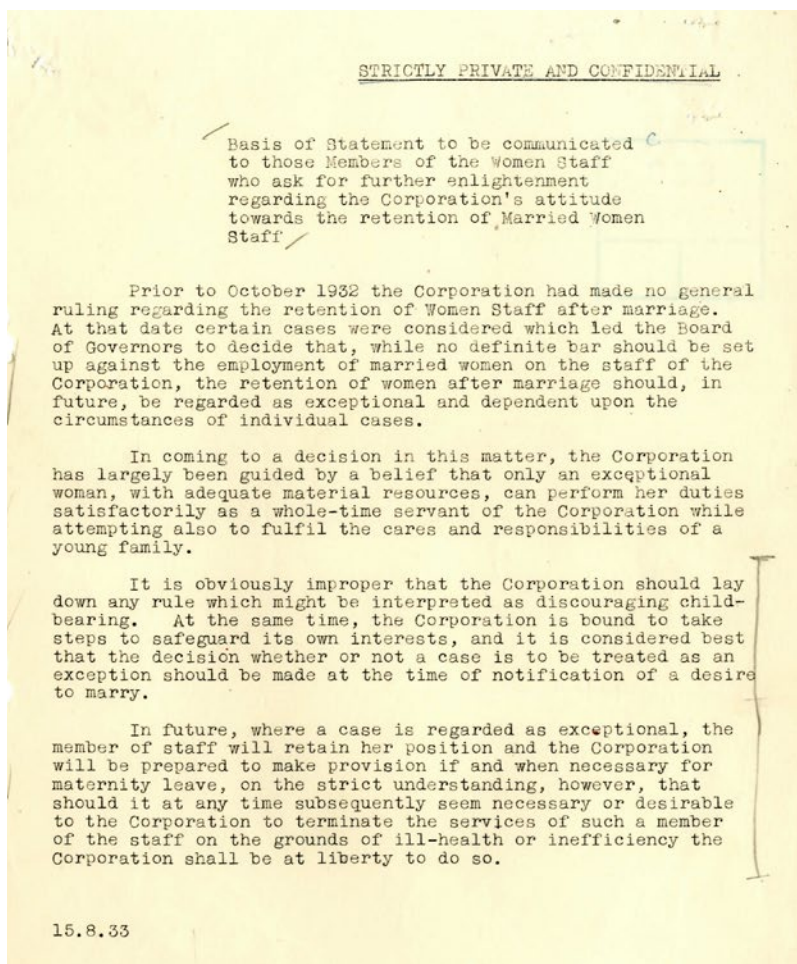 STRICTLY PRIVATE AND CONFIDENTIAL .
Basis of Statement to be communicated
to those Members of the Women Staff
who ask for further enlightenment
regarding the Corporation's attitude
towards the retention of Married Women
Staff
Prior to October 1932 the Corporation had made no general
ruling regarding the retention of Women Staff after marriage.
At that date certain cases were considered which led the Board
of Governors to decide that, while no definite bar should be set
up against the employment of married women on the staff of the
Corporation, the retention of women after marriage should, in
future, be regarded as exceptional and dependent upon the
circumstances of individual cases.
In coming to a decision in this matter, the Corporation
has largely been guided by a belief that only an exceptional
woman, with adequate material resources, can perform her duties
satisfactorily as a whole-time servant of the Corporation while
attempting also to fulfil the cares and responsibilities of a
young family.
It is obviously improper that the Corporation should lay
down any rule which might be interpreted as discouraging child-
bearing. At the same time, the Corporation is bound to take
steps to safeguard its own interests, and it is considered best
that the decision whether or not a case is to be treated as an
exception should be made at the time of notification of a desire
to marry.
In future, where a case is regarded as exceptional, the
member of staff will retain her position and the Corporation
will be prepared to make provision if and when necessary for
maternity leave, on the strict understanding, however, that
should it at any time subsequently seem necessary or desirable
to the Corporation to terminate the services of such a member
of the staff on the grounds of ill-health or inefficiency the
Corporation shall be at liberty to do so.
15.8.33